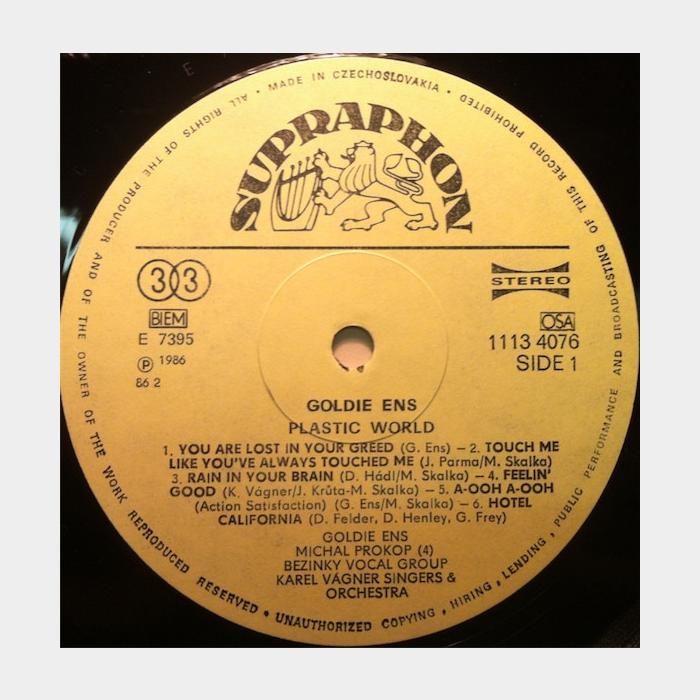 ALL RIGHTS OF THE PRODUCER AND OF THE OWNER OF THE WORK REPRODUCED RESERVED • UNAUTHORIZED COPYING, HIRING, LENDING, PUBLIC PERFORMANCE AND BROADCASTING OF THIS RECORD PROHIBITED • MADE IN CZECHOSLOVAKIA •
SUPRAPHON
33
STEREO
BIEM
OSA
E 7395
1113 4076
Ⓟ 1986
SIDE 1
86 2
GOLDIE ENS
PLASTIC WORLD
1. YOU ARE LOST IN YOUR GREED (G. Ens) – 2. TOUCH ME
LIKE YOU'VE ALWAYS TOUCHED ME (J. Parma/M. Skalka)
3. RAIN IN YOUR BRAIN (D. Hádl/M. Skalka) – 4. FEELIN'
GOOD (K. Vágner/J. Krůta-M. Skalka) – 5. A-OOH A-OOH
(Action Satisfaction) (G. Ens/M. Skalka) – 6. HOTEL
CALIFORNIA (D. Felder, D. Henley, G. Frey)
GOLDIE ENS
MICHAL PROKOP (4)
BEZINKY VOCAL GROUP
KAREL VÁGNER SINGERS &
ORCHESTRA